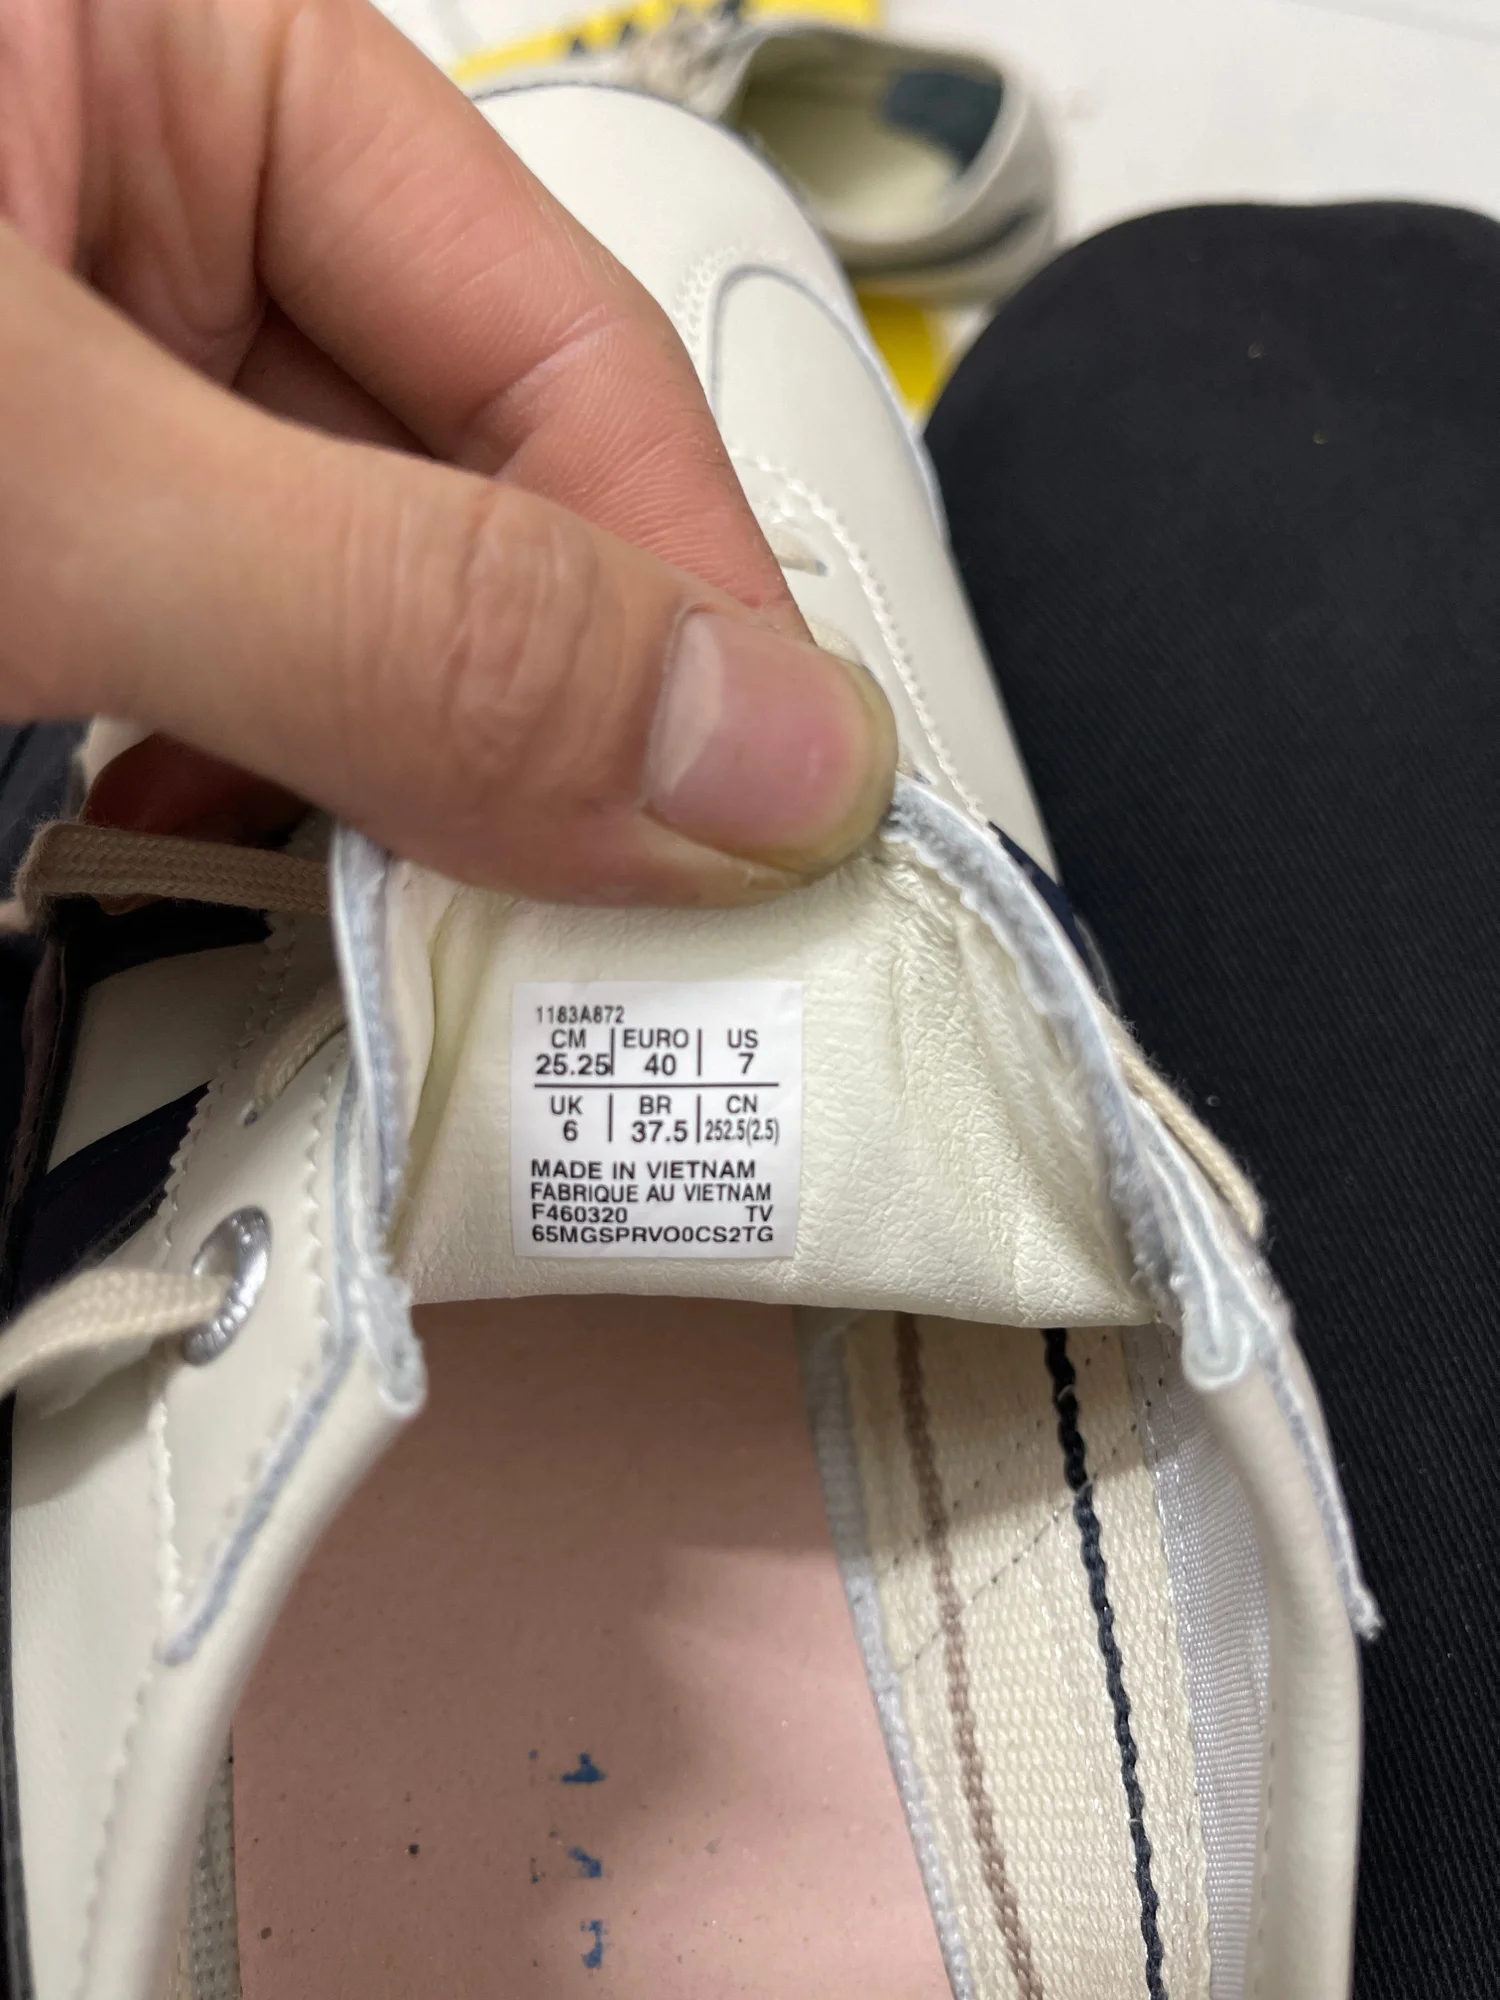 1183A872
CM | EURO | US
25.25 | 40 | 7
UK | BR | CN
6 | 37.5 | 252.5(2.5)
MADE IN VIETNAM
FABRIQUE AU VIETNAM
F460320 TV
65MGSPRVO0CS2TG